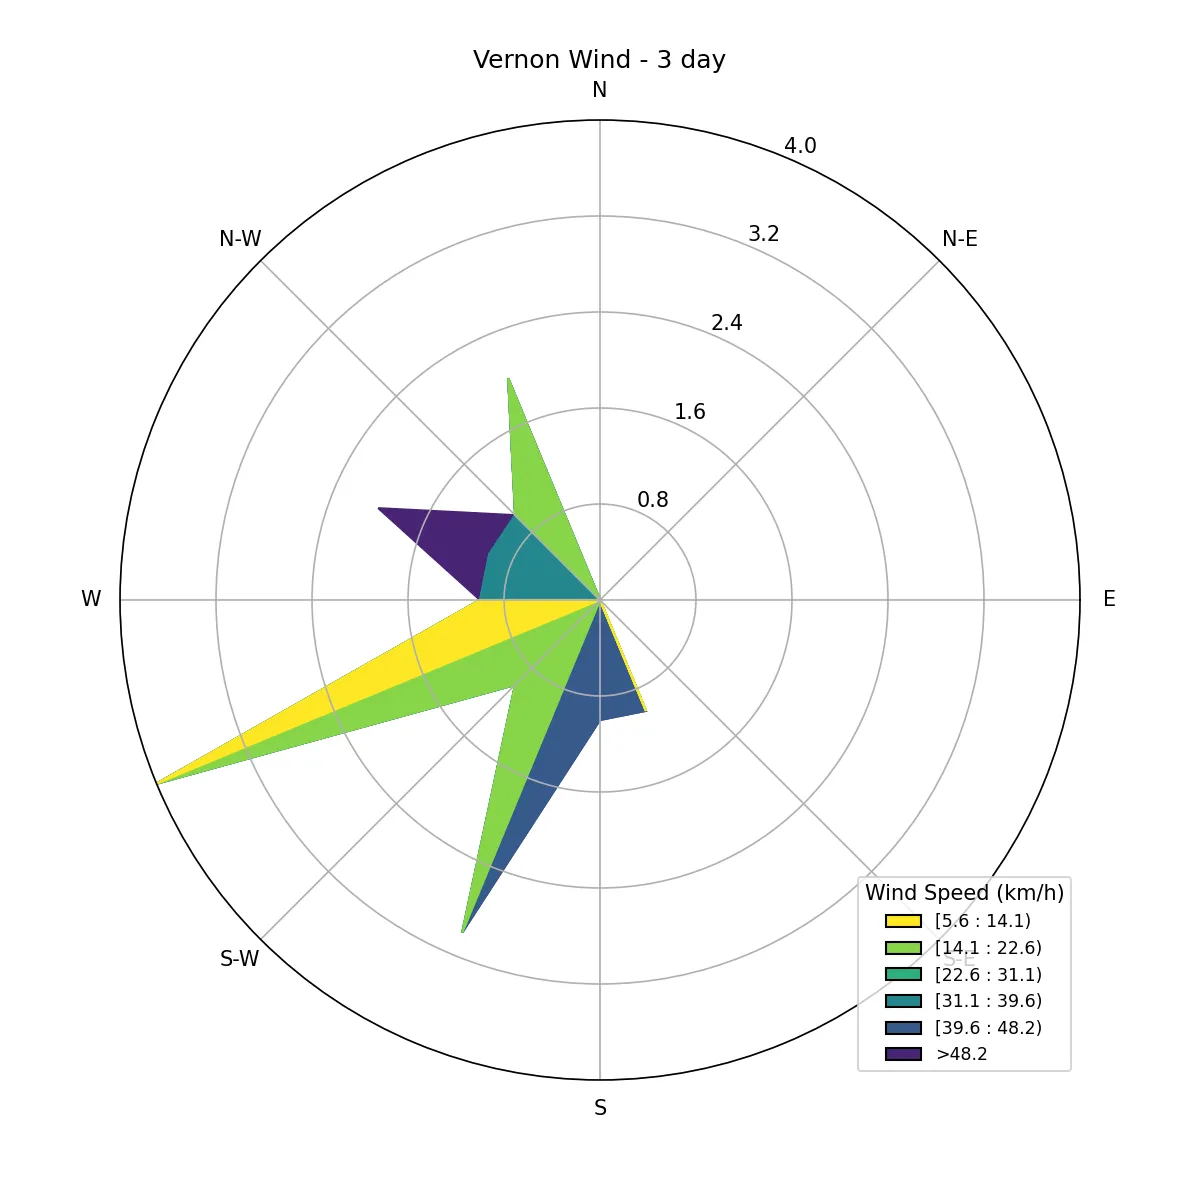 Vernon Wind - 3 day
N
4.0
N-W
3.2
N-E
2.4
1.6
0.8
W
E
Wind Speed (km/h)
[5.6 : 14.1)
[14.1 : 22.6)
S-W
S-E
[22.6 : 31.1)
[31.1 : 39.6)
[39.6 : 48.2)
>48.2
S